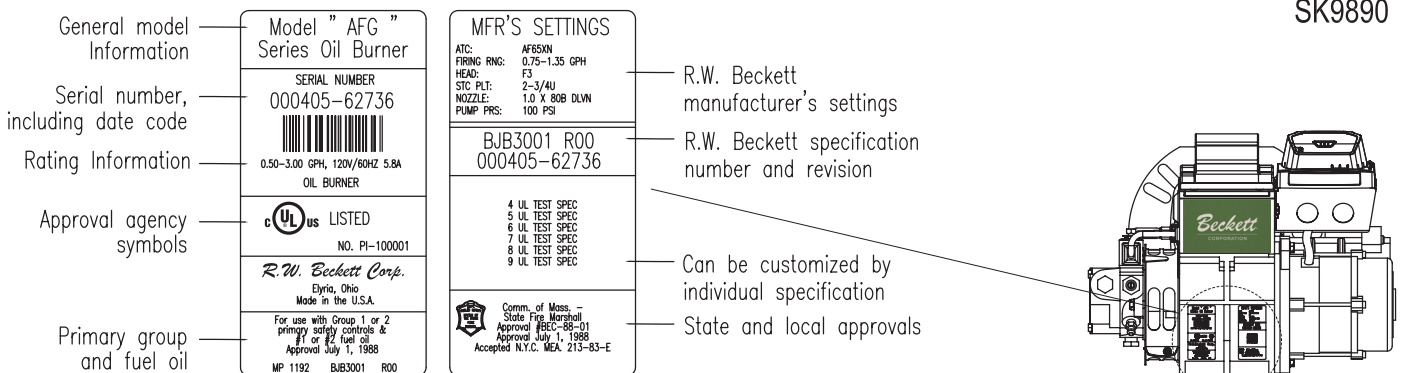 SK9890
General model
Information
Serial number,
including date code
Rating Information
Approval agency
symbols
Primary group
and fuel oil
Model " AFG "
Series Oil Burner
SERIAL NUMBER
000405-62736
0.50-3.00 GPH, 120V/60HZ 5.8A
OIL BURNER
C UL US LISTED
NO. PI-100001
R.W. Beckett Corp.
Elyria, Ohio
Made in the U.S.A.
For use with Group 1 or 2
primary safety controls &
#1 or #2 fuel oil
Approval July 1, 1988
MP 1192 BJB3001 R00
MFR'S SETTINGS
ATC: AF65XN
FIRING RNG: 0.75-1.35 GPH
HEAD: F3
STC PLT: 2-3/4U
NOZZLE: 1.0 X 80B DLVN
PUMP PRS: 100 PSI
BJB3001 R00
000405-62736
4 UL TEST SPEC
5 UL TEST SPEC
6 UL TEST SPEC
7 UL TEST SPEC
8 UL TEST SPEC
9 UL TEST SPEC
Comm. of Mass. -
State Fire Marshall
Approval #BEC-88-01
Approval July 1, 1988
Accepted N.Y.C. MEA. 213-83-E
R.W. Beckett
manufacturer's settings
R.W. Beckett specification
number and revision
Can be customized by
individual specification
State and local approvals
Beckett
CORPORATION